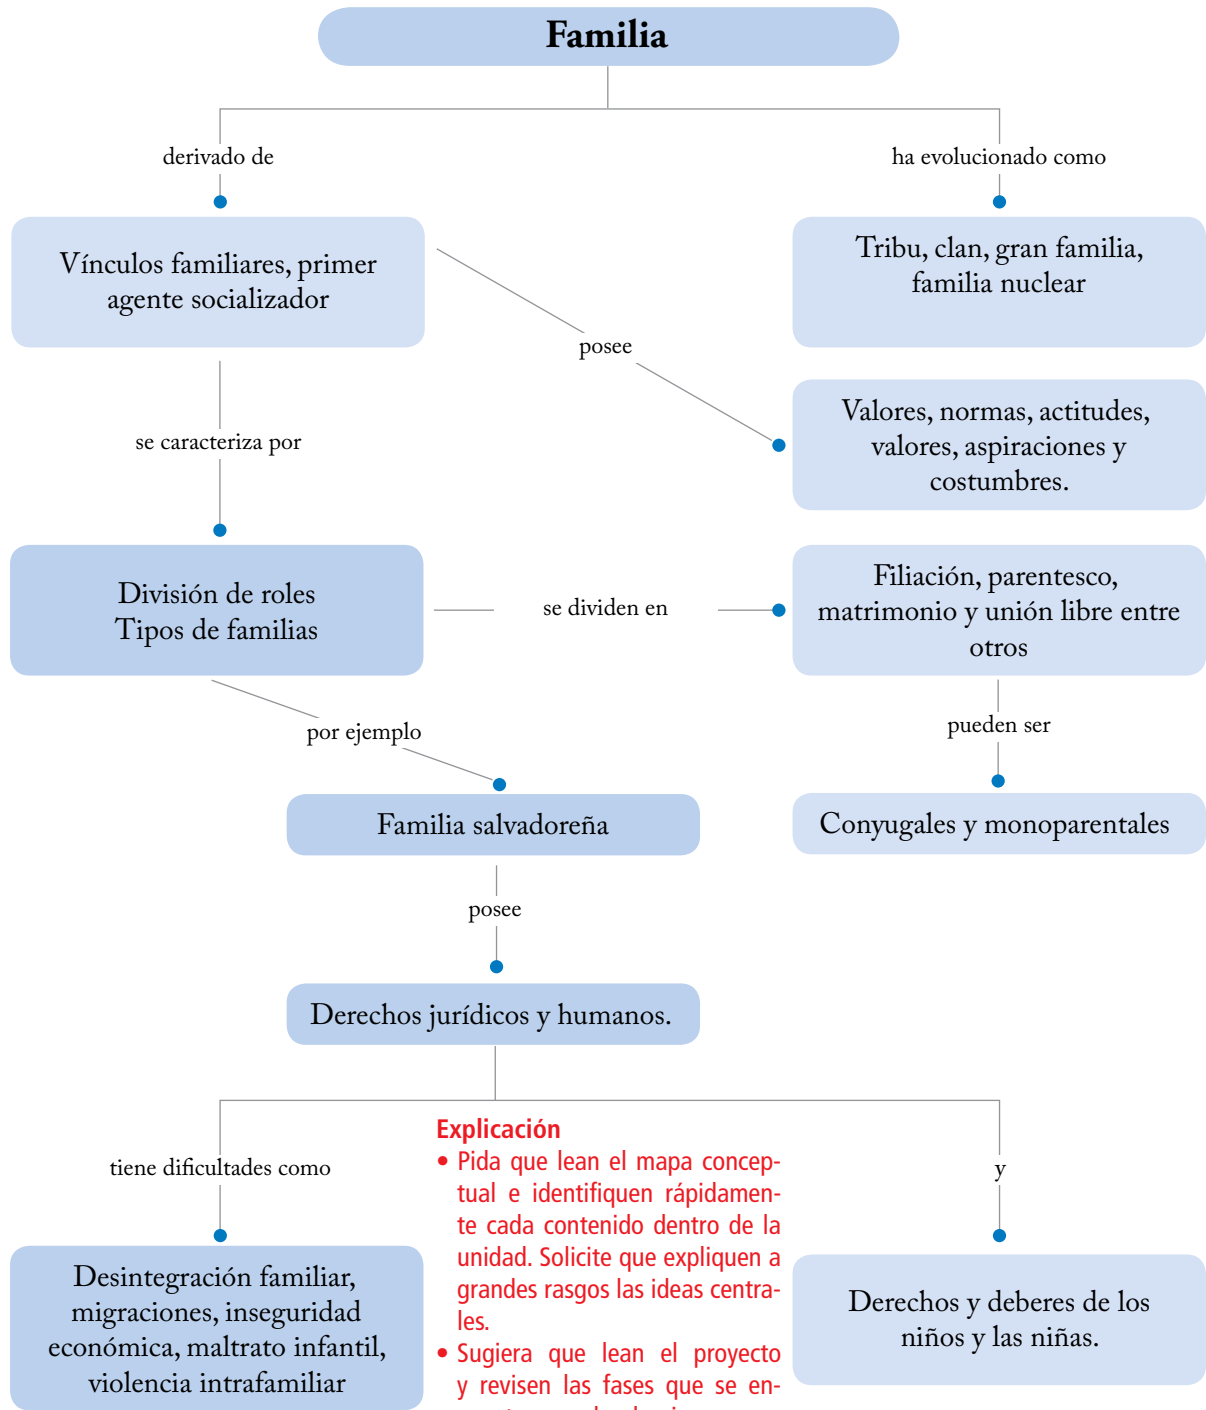 Familia
derivado de
ha evolucionado como
Vínculos familiares, primer
agente socializador
Tribu, clan, gran familia,
familia nuclear
posee
Valores, normas, actitudes,
valores, aspiraciones y
costumbres.
se caracteriza por
División de roles
Tipos de familias
se dividen en
Filiación, parentesco,
matrimonio y unión libre entre
otros
por ejemplo
pueden ser
Familia salvadoreña
Conyugales y monoparentales
posee
Derechos jurídicos y humanos.
tiene dificultades como
y
Desintegración familiar,
migraciones, inseguridad
económica, maltrato infantil,
violencia intrafamiliar
Explicación
• Pida que lean el mapa concep-
tual e identifiquen rápidamen-
te cada contenido dentro de la
unidad. Solicite que expliquen a
grandes rasgos las ideas centra-
les.
• Sugiera que lean el proyecto
y revisen las fases que se en-
Derechos y deberes de los
niños y las niñas.